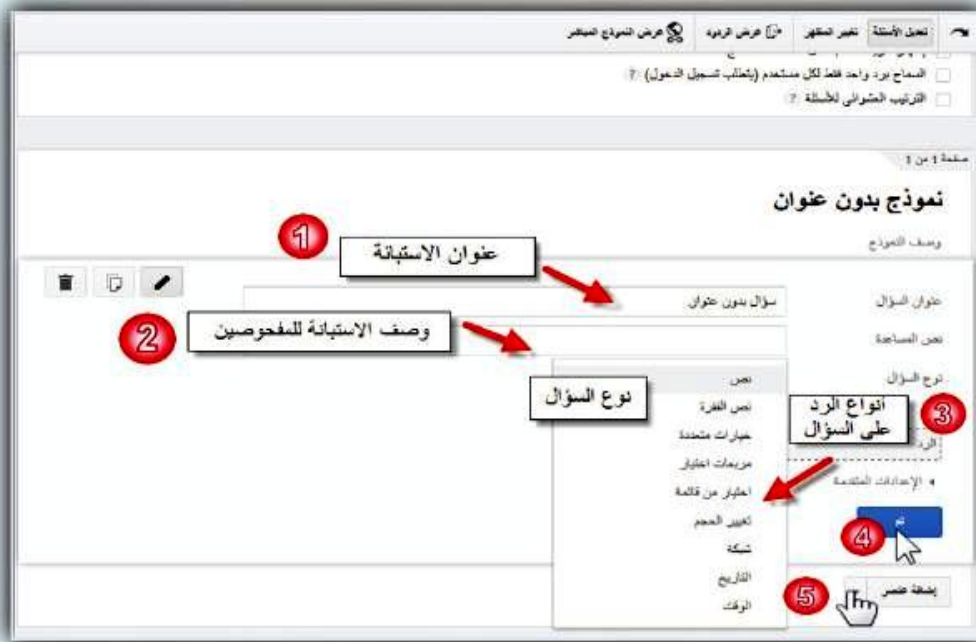 تعديل الأسئلة تغيير المظهر عرض الردود عرض النموذج المباشر
السماح برد واحد فقط لكل مستخدم (يتطلب تسجيل الدخول) ?
الترتيب العشوائي للأسئلة ?
صفحة 1 من 1
نموذج بدون عنوان
وصف النموذج
1
عنوان الاستبانة
عنوان السؤال سؤال بدون عنوان
2
وصف الاستبانة للمفحوصين
نص المساعدة
نوع السؤال
نوع السؤال
3
أنواع الرد
على السؤال
الرد
نص
نص الفقرة
خيارات متعددة
مربعات اختيار
اختيار من قائمة
تغيير الحجم
شبكة
التاريخ
الوقت
الإعدادات المتقدمة
تم
4
5
إضافة عنصر